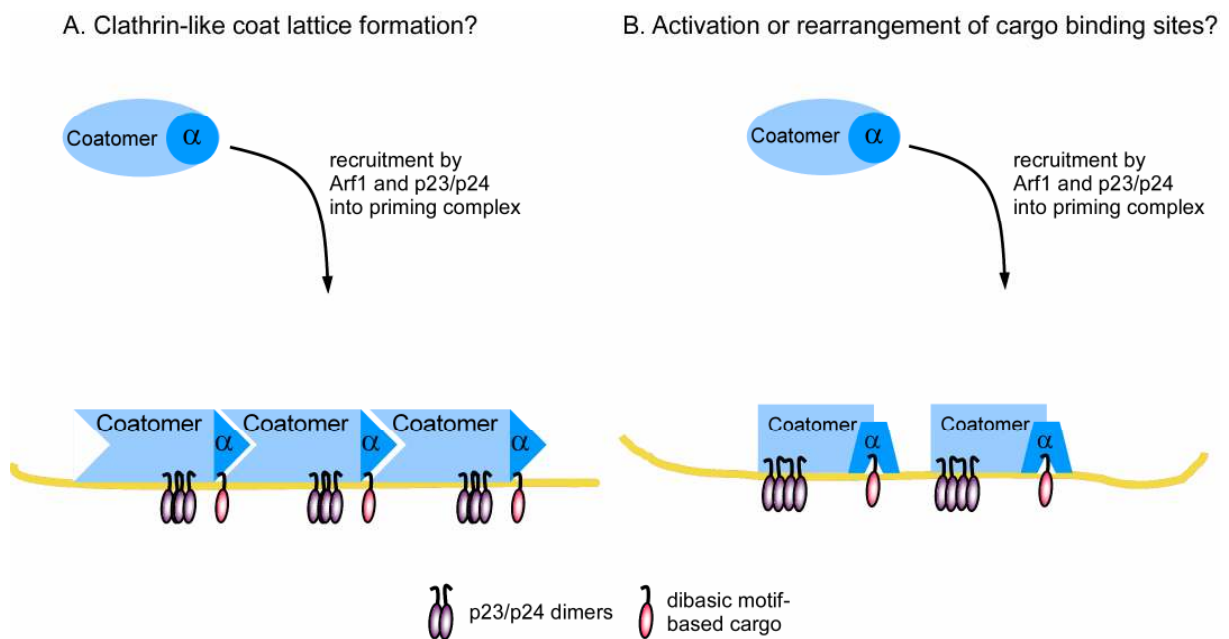 A. Clathrin-like coat lattice formation?
Coatomer α
recruitment by
Arf1 and p23/p24
into priming complex
Coatomer Coatomer Coatomer
α α α
B. Activation or rearrangement of cargo binding sites?
Coatomer α
recruitment by
Arf1 and p23/p24
into priming complex
Coatomer Coatomer
α α
p23/p24 dimers
dibasic motif-
based cargo